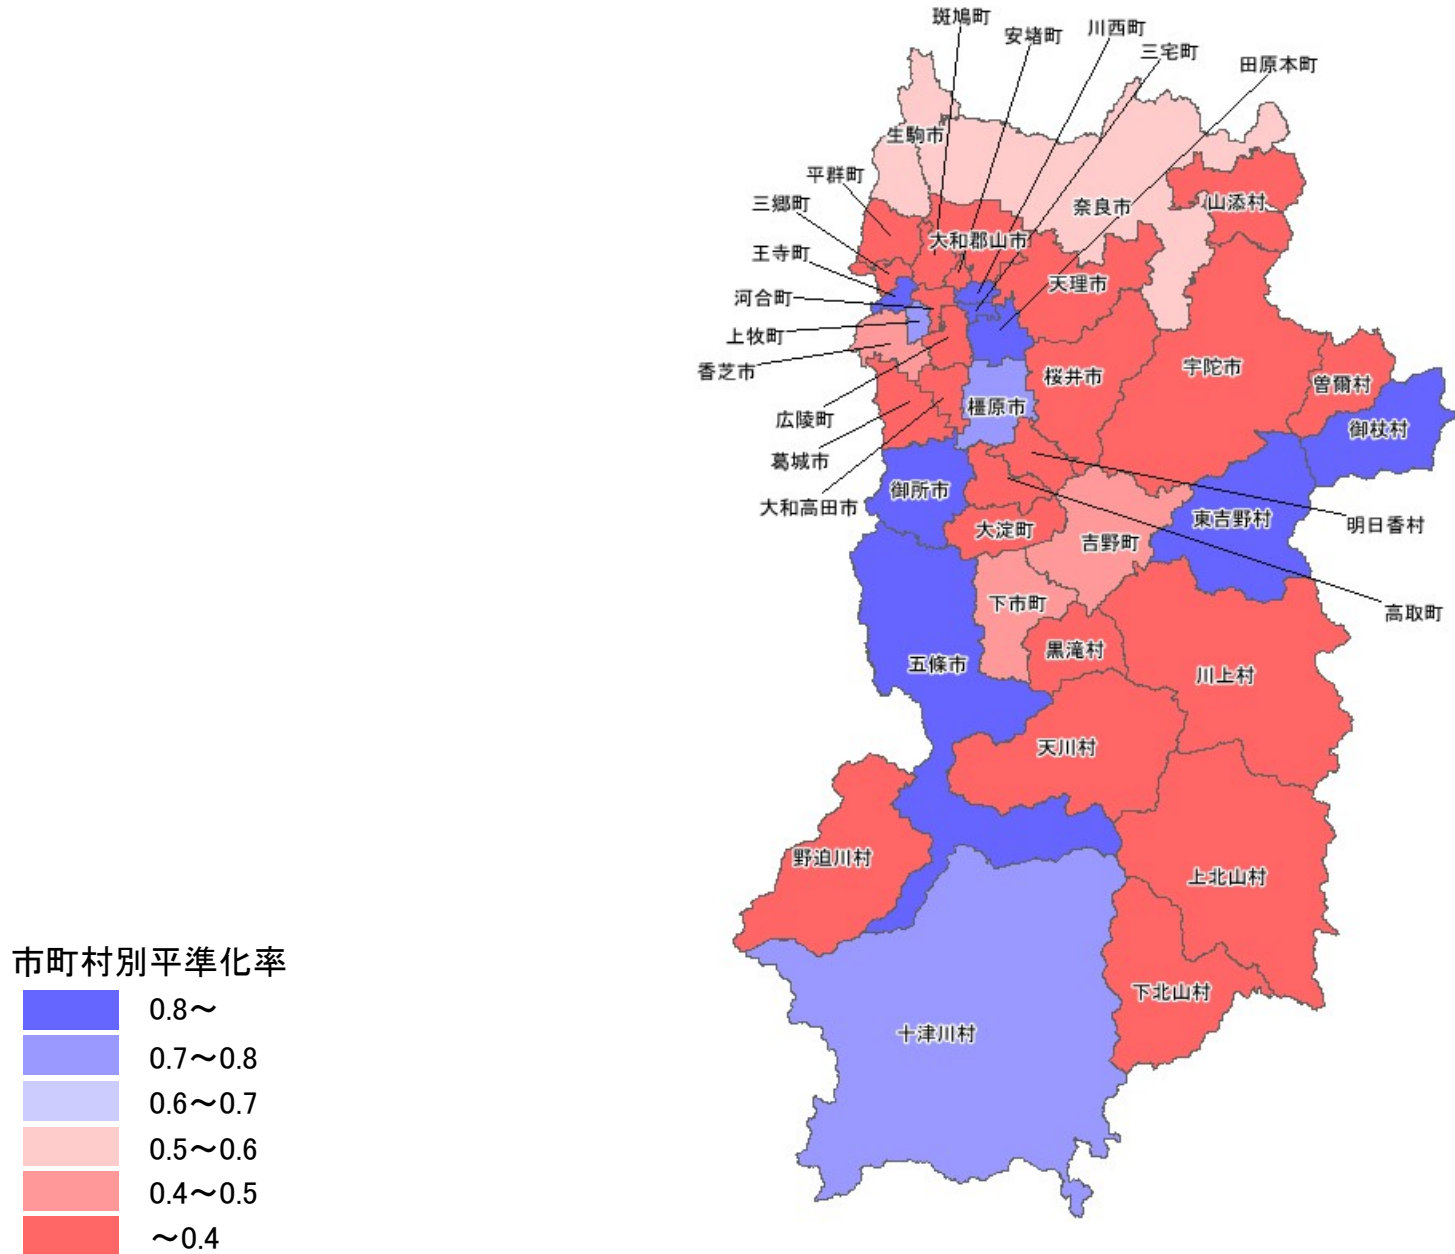 斑鳩町
安堵町
川西町
三宅町
田原本町
生駒市
平群町
三郷町
奈良市
山添村
大和郡山市
王寺町
天理市
河合町
上牧町
香芝市
宇陀市
桜井市
曽爾村
橿原市
広陵町
御杖村
葛城市
御所市
大和高田市
東吉野村
明日香村
大淀町
吉野町
下市町
高取町
黒滝村
五條市
川上村
天川村
野迫川村
上北山村
下北山村
十津川村
市町村別平準化率
0.8～
0.7～0.8
0.6～0.7
0.5～0.6
0.4～0.5
～0.4